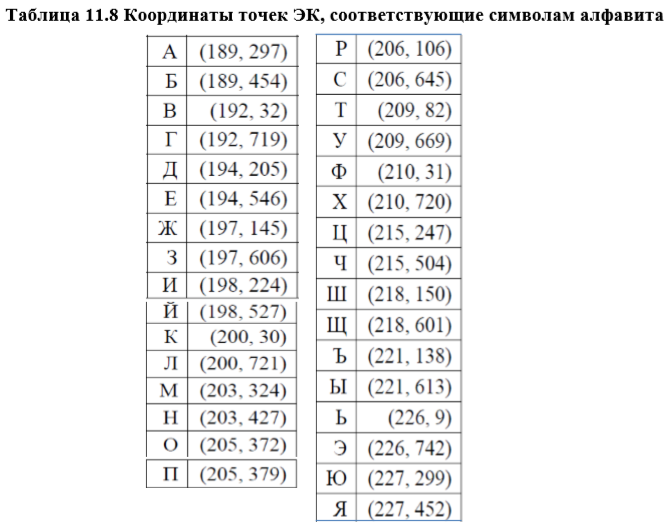 Таблица 11.8 Координаты точек ЭК, соответствующие символам алфавита
А (189, 297)
Б (189, 454)
В (192, 32)
Г (192, 719)
Д (194, 205)
Е (194, 546)
Ж (197, 145)
З (197, 606)
И (198, 224)
Й (198, 527)
К (200, 30)
Л (200, 721)
М (203, 324)
Н (203, 427)
О (205, 372)
П (205, 379)
Р (206, 106)
С (206, 645)
Т (209, 82)
У (209, 669)
Ф (210, 31)
Х (210, 720)
Ц (215, 247)
Ч (215, 504)
Ш (218, 150)
Щ (218, 601)
Ъ (221, 138)
Ы (221, 613)
Ь (226, 9)
Э (226, 742)
Ю (227, 299)
Я (227, 452)